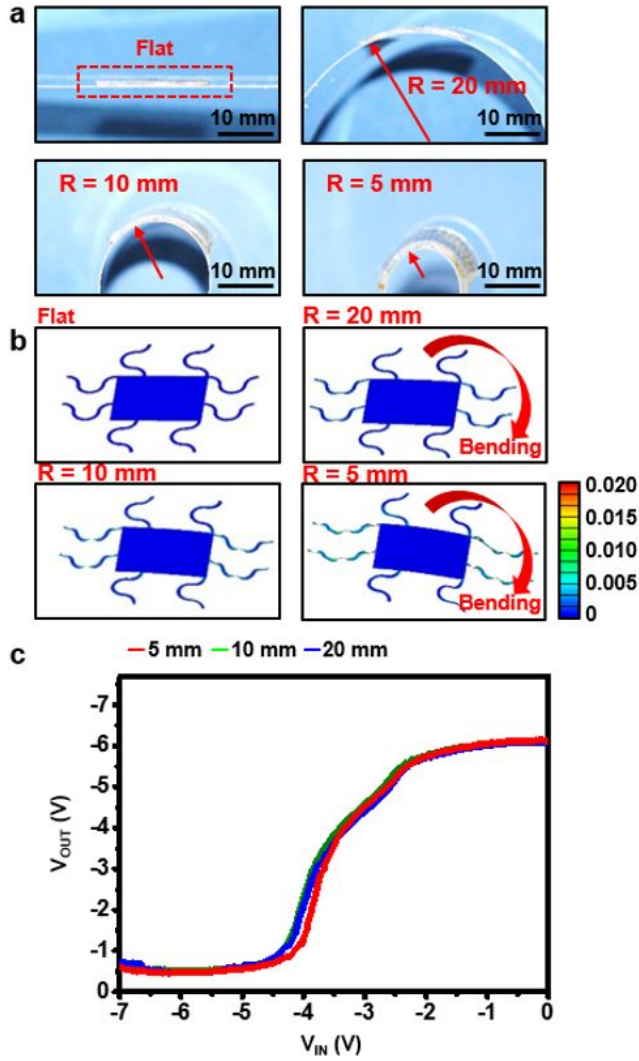 a
Flat
10 mm
R = 20 mm
10 mm
R = 10 mm
10 mm
R = 5 mm
10 mm
b
Flat
R = 20 mm
Bending
R = 10 mm
R = 5 mm
Bending
0.020
0.010
0.005
0
c
5 mm 10 mm 20 mm
-7
-6
-5
-4
-3
-2
-1
0
VOUT (V)
-7 -6 -5 -4 -3 -2 -1 0
VIN (V)